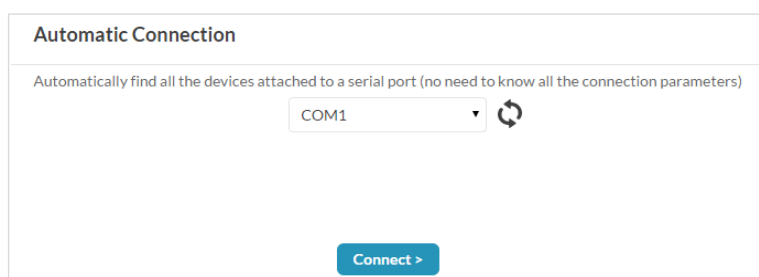 Automatic Connection
Automatically find all the devices attached to a serial port (no need to know all the connection parameters)
COM1
Connect >